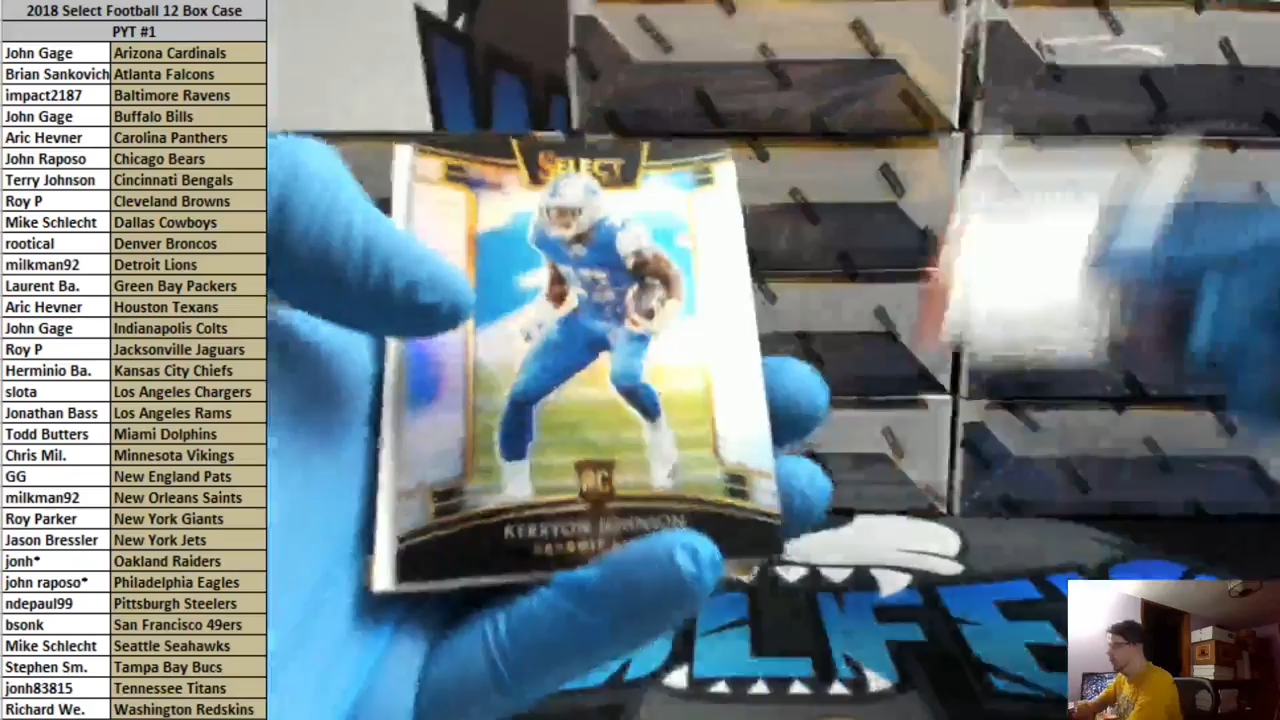 2018 Select Football 12 Box Case
PYT #1
John Gage Arizona Cardinals
Brian Sankovich Atlanta Falcons
impact2187 Baltimore Ravens
John Gage Buffalo Bills
Aric Hevner Carolina Panthers
John Raposo Chicago Bears
Terry Johnson Cincinnati Bengals
Roy P Cleveland Browns
Mike Schlecht Dallas Cowboys
rootical Denver Broncos
milkman92 Detroit Lions
Laurent Ba. Green Bay Packers
Aric Hevner Houston Texans
John Gage Indianapolis Colts
Roy P Jacksonville Jaguars
Herminio Ba. Kansas City Chiefs
slota Los Angeles Chargers
Jonathan Bass Los Angeles Rams
Todd Butters Miami Dolphins
Chris Mil. Minnesota Vikings
GG New England Pats
milkman92 New Orleans Saints
Roy Parker New York Giants
Jason Bressler New York Jets
jonh* Oakland Raiders
john raposo* Philadelphia Eagles
ndepaul99 Pittsburgh Steelers
bsonk San Francisco 49ers
Mike Schlecht Seattle Seahawks
Stephen Sm. Tampa Bay Bucs
jonh83815 Tennessee Titans
Richard We. Washington Redskins
SELECT
RC
KERRYON JOHNSON